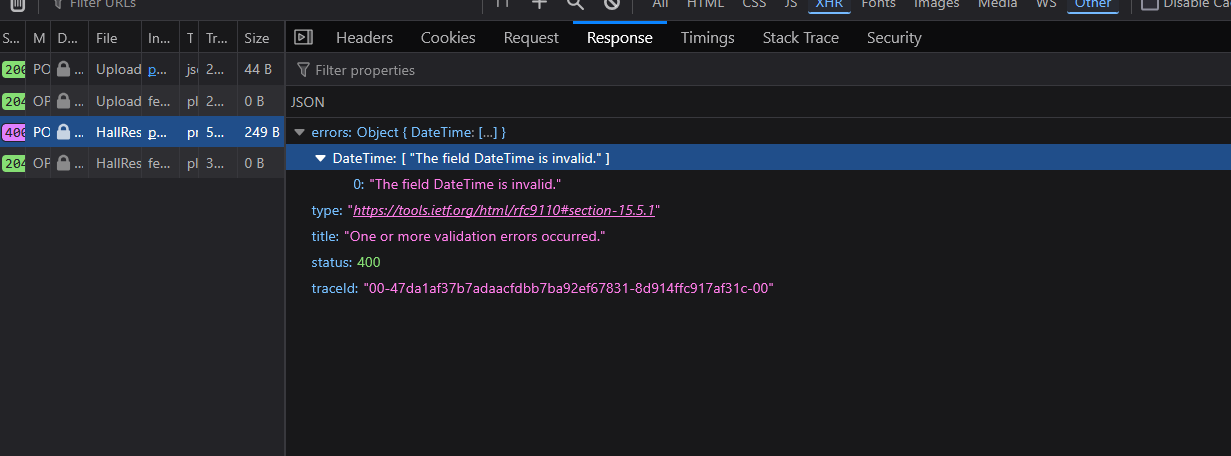 Filter URLs
All HTML CSS JS XHR Fonts Images Media WS Other Disable Ca
S... M D... File In... T Tr... Size
Headers Cookies Request Response Timings Stack Trace Security
200 PO ... Upload p... js 2... 44 B
Filter properties
204 OP ... Upload fe... pl 2... 0 B
JSON
400 PO ... HallRes p... pr 5... 249 B
errors: Object { DateTime: […] }
204 OP ... HallRes fe... pl 3... 0 B
DateTime: [ "The field DateTime is invalid." ]
0: "The field DateTime is invalid."
type: "https://tools.ietf.org/html/rfc9110#section-15.5.1"
title: "One or more validation errors occurred."
status: 400
traceId: "00-47da1af37b7adaacfdbb7ba92ef67831-8d914ffc917af31c-00"